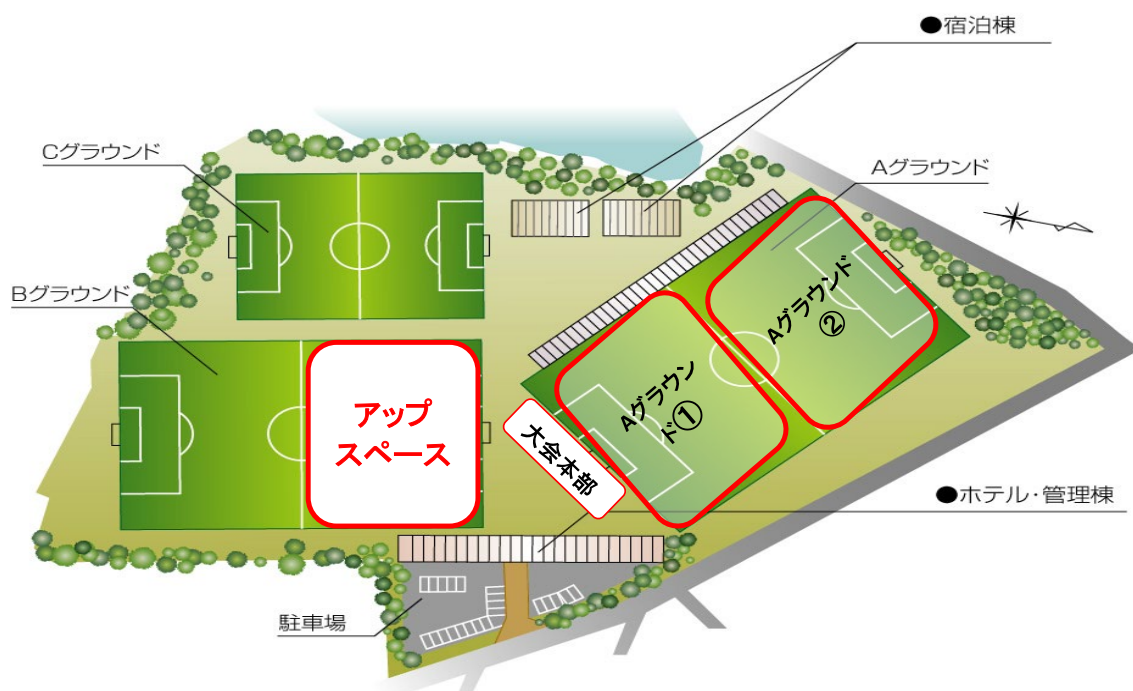 ●宿泊棟
Cグラウンド
Aグラウンド
Bグラウンド
Aグラウンド
②
Aグラウン
ド①
アップ
スペース
大会本部
●ホテル・管理棟
駐車場